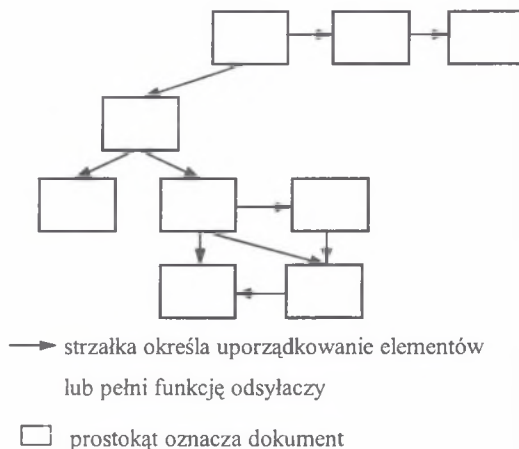 strzałka określa uporządkowanie elementów
lub pełni funkcję odsyłaczy
prostokąt oznacza dokument